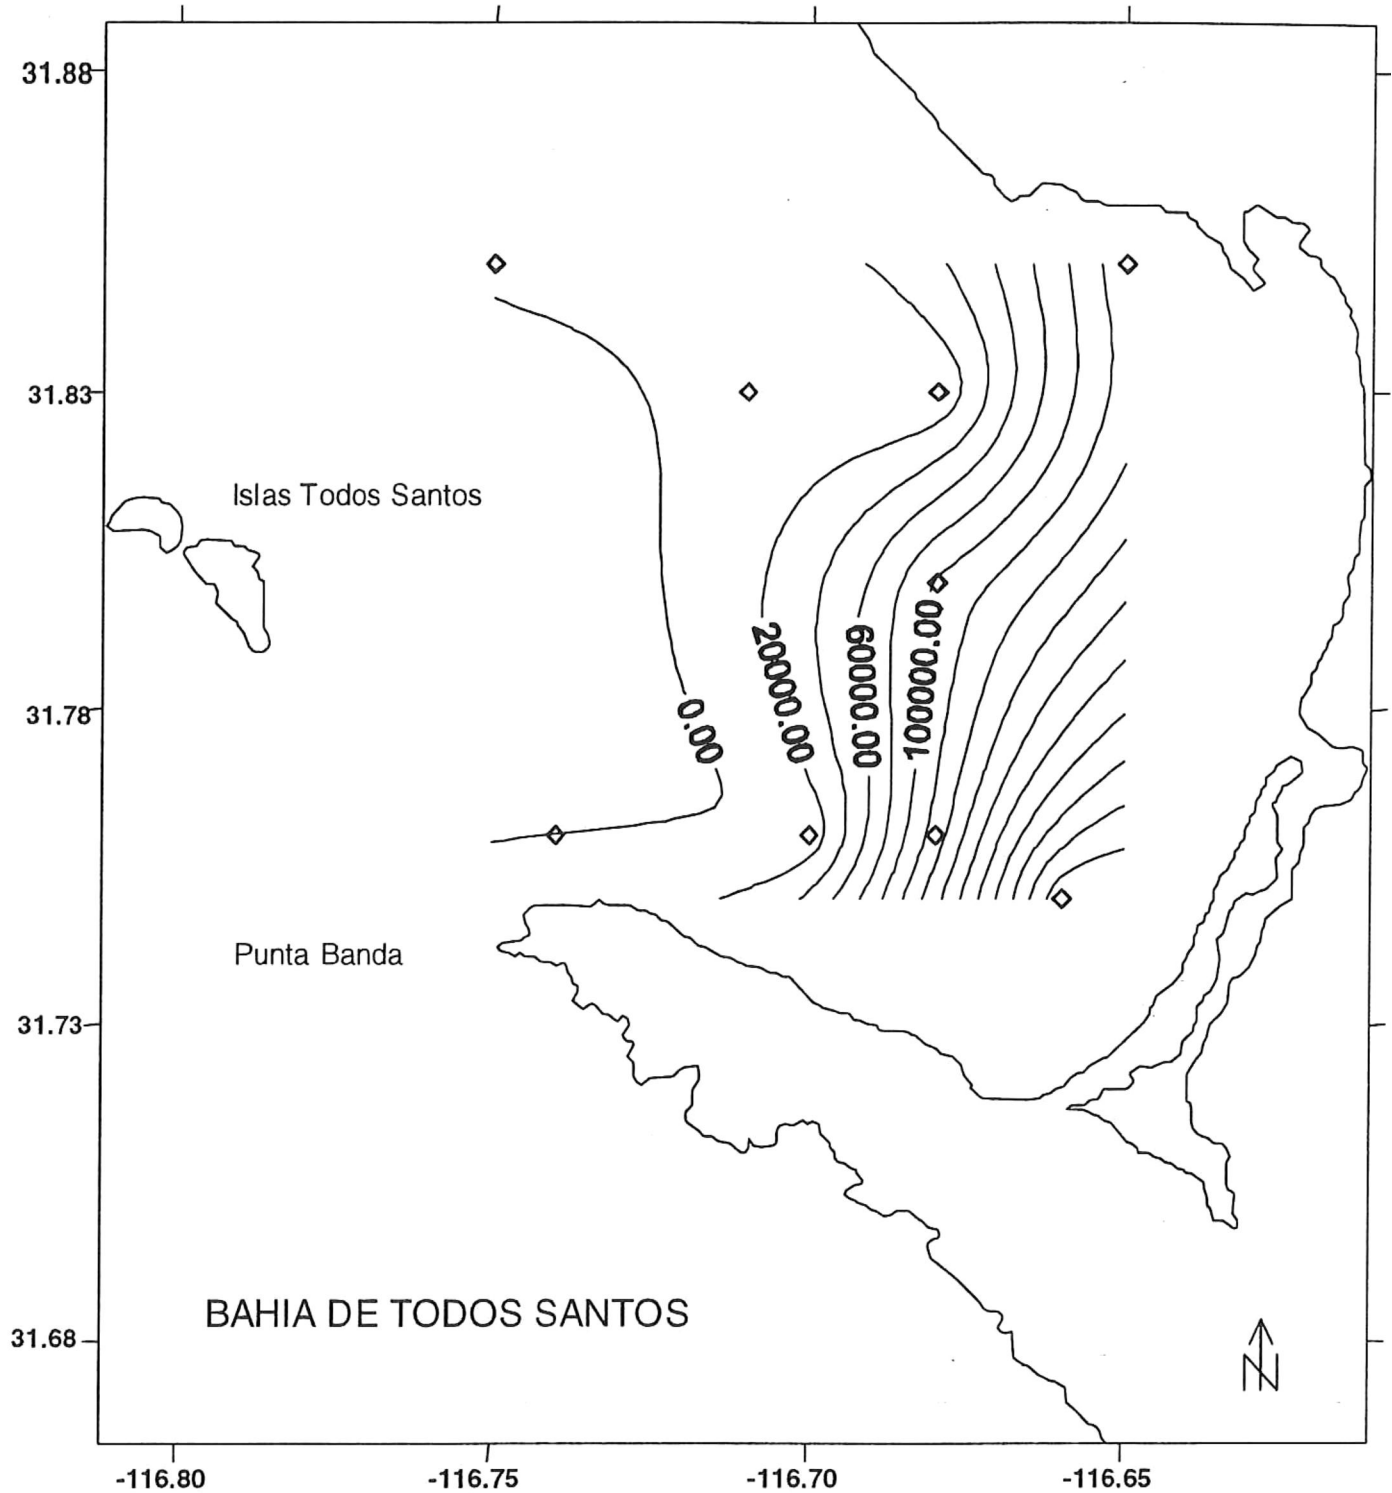 31.88
31.83
Islas Todos Santos
20000.00
60000.00
100000.00
31.78
0.00
Punta Banda
31.73
BAHIA DE TODOS SANTOS
31.68
N
-116.80 -116.75 -116.70 -116.65